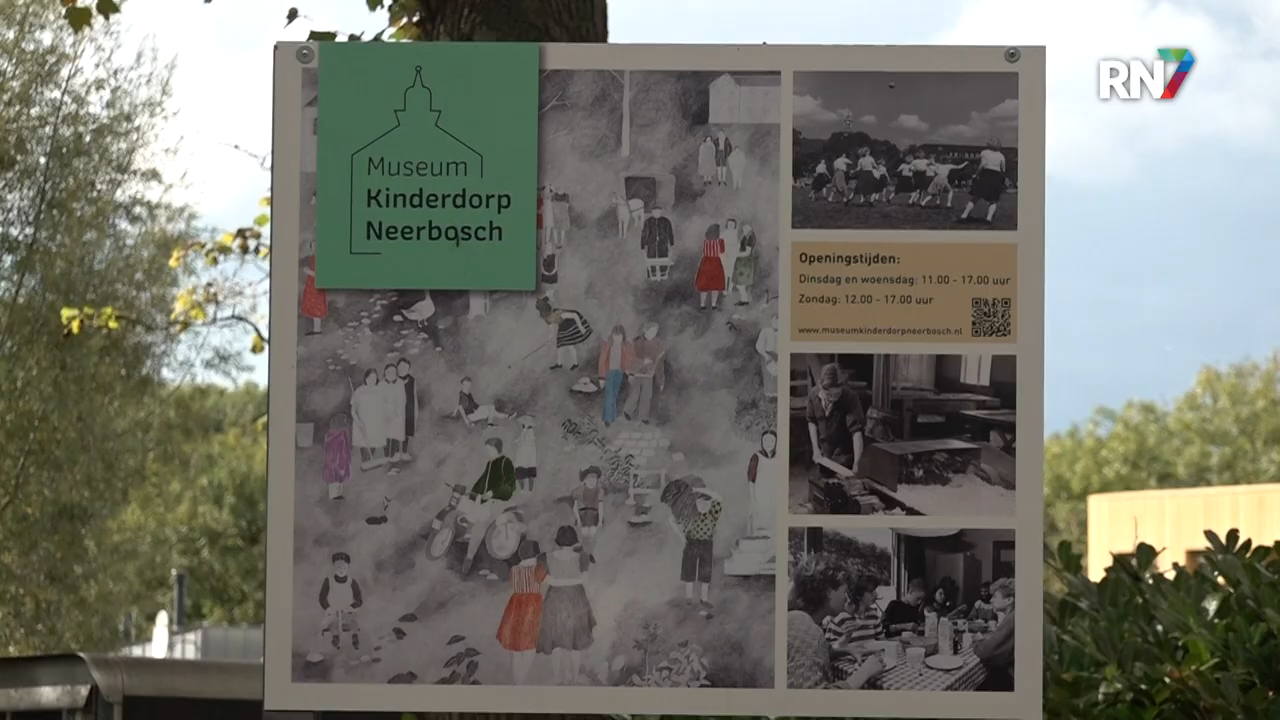 RN7
Museum
Kinderdorp
Neerbosch
Openingstijden:
Dinsdag en woensdag: 11.00 - 17.00 uur
Zondag: 12.00 - 17.00 uur
www.museumkinderdorpneerbosch.nl